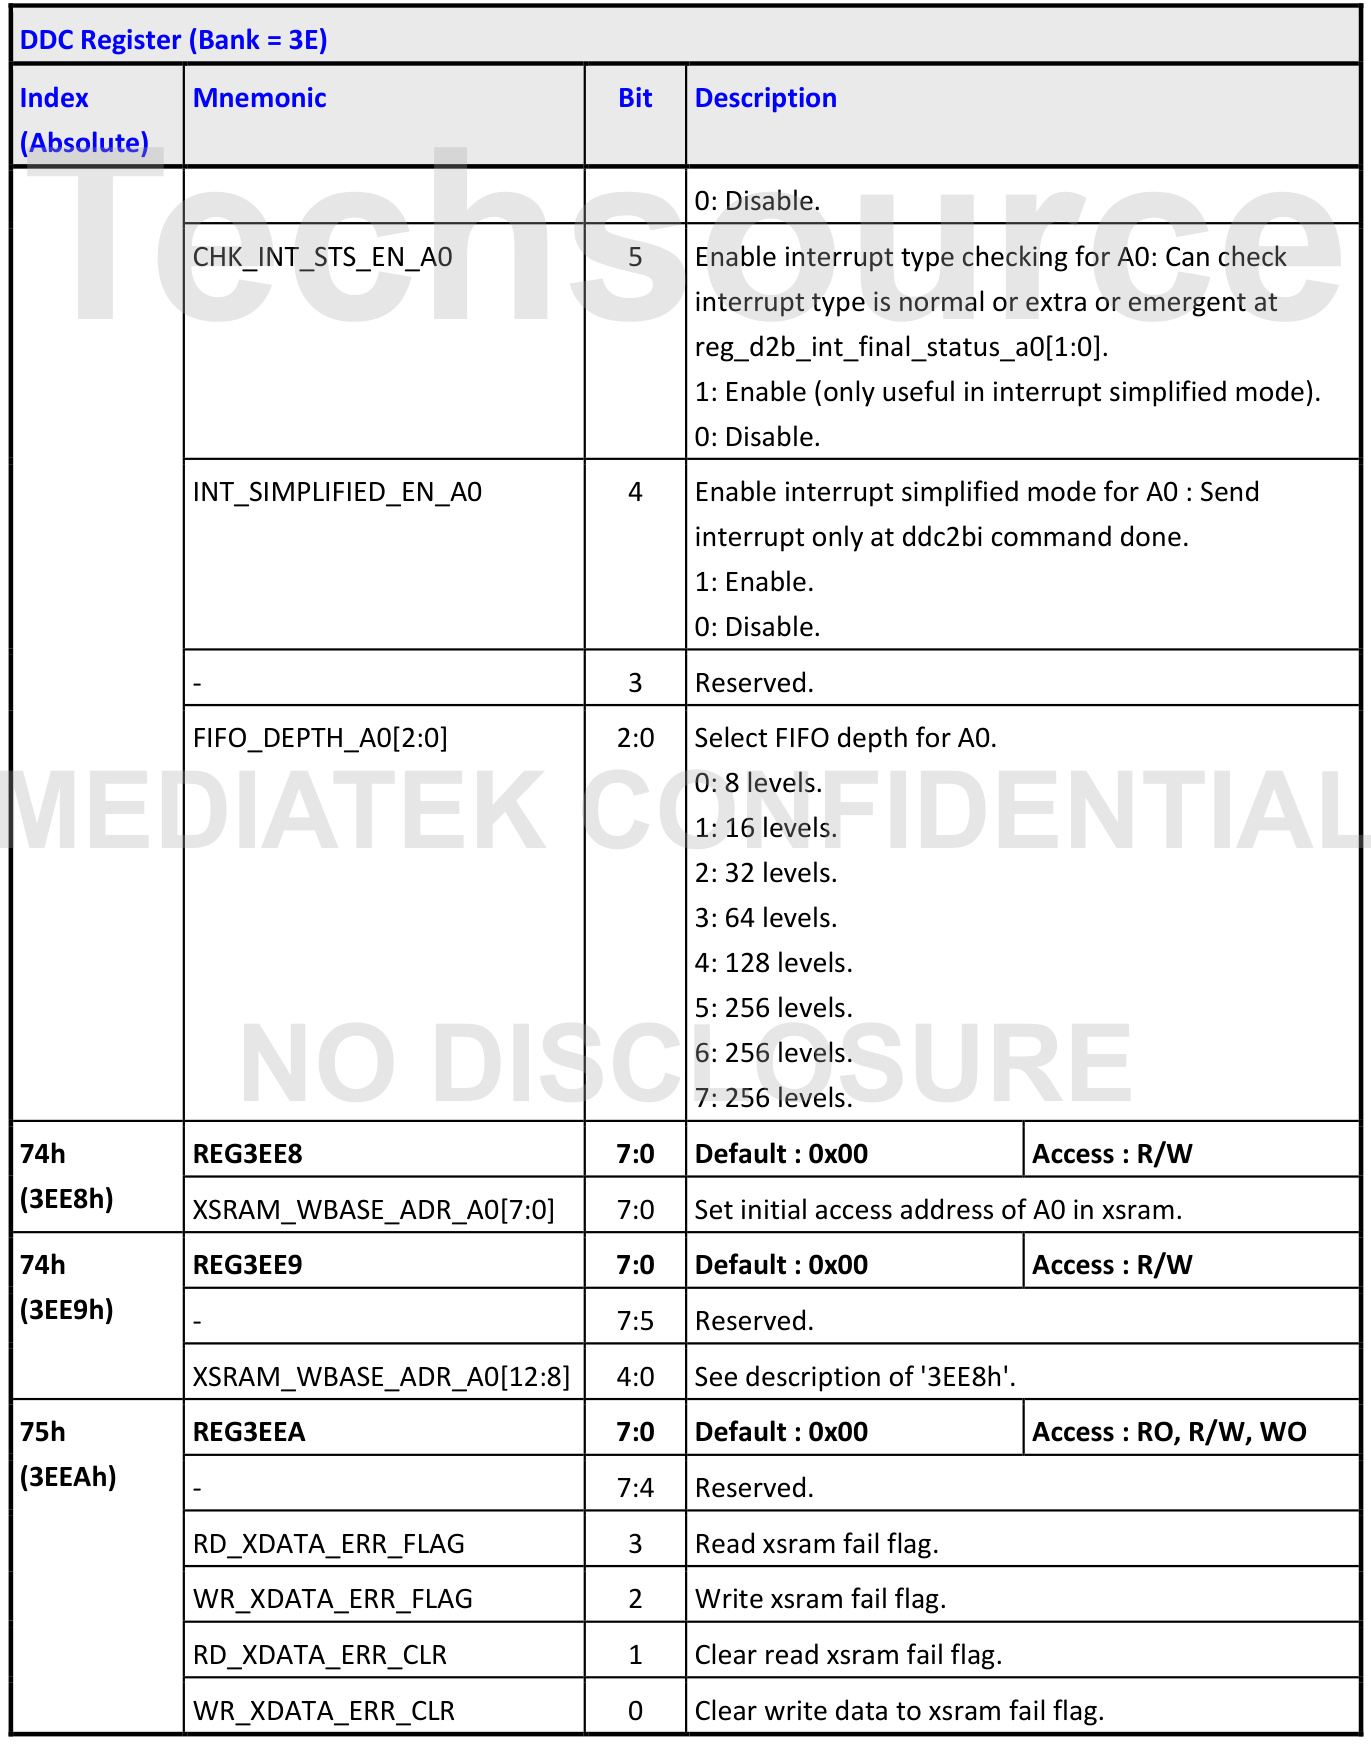 DDC Register (Bank = 3E)
Index
(Absolute)
Mnemonic
Bit
Description
0: Disable.
CHK_INT_STS_EN_A0
5
Enable interrupt type checking for A0: Can check
interrupt type is normal or extra or emergent at
reg_d2b_int_final_status_a0[1:0].
1: Enable (only useful in interrupt simplified mode).
0: Disable.
INT_SIMPLIFIED_EN_A0
4
Enable interrupt simplified mode for A0 : Send
interrupt only at ddc2bi command done.
1: Enable.
0: Disable.
-
3
Reserved.
FIFO_DEPTH_A0[2:0]
2:0
Select FIFO depth for A0.
0: 8 levels.
1: 16 levels.
2: 32 levels.
3: 64 levels.
4: 128 levels.
5: 256 levels.
6: 256 levels.
7: 256 levels.
74h
(3EE8h)
REG3EE8
7:0
Default : 0x00
Access : R/W
XSRAM_WBASE_ADR_A0[7:0]
7:0
Set initial access address of A0 in xsram.
74h
(3EE9h)
REG3EE9
7:0
Default : 0x00
Access : R/W
-
7:5
Reserved.
XSRAM_WBASE_ADR_A0[12:8]
4:0
See description of '3EE8h'.
75h
(3EEAh)
REG3EEA
7:0
Default : 0x00
Access : RO, R/W, WO
-
7:4
Reserved.
RD_XDATA_ERR_FLAG
3
Read xsram fail flag.
WR_XDATA_ERR_FLAG
2
Write xsram fail flag.
RD_XDATA_ERR_CLR
1
Clear read xsram fail flag.
WR_XDATA_ERR_CLR
0
Clear write data to xsram fail flag.
Techsource
MEDIATEK CONFIDENTIAL
NO DISCLOSURE